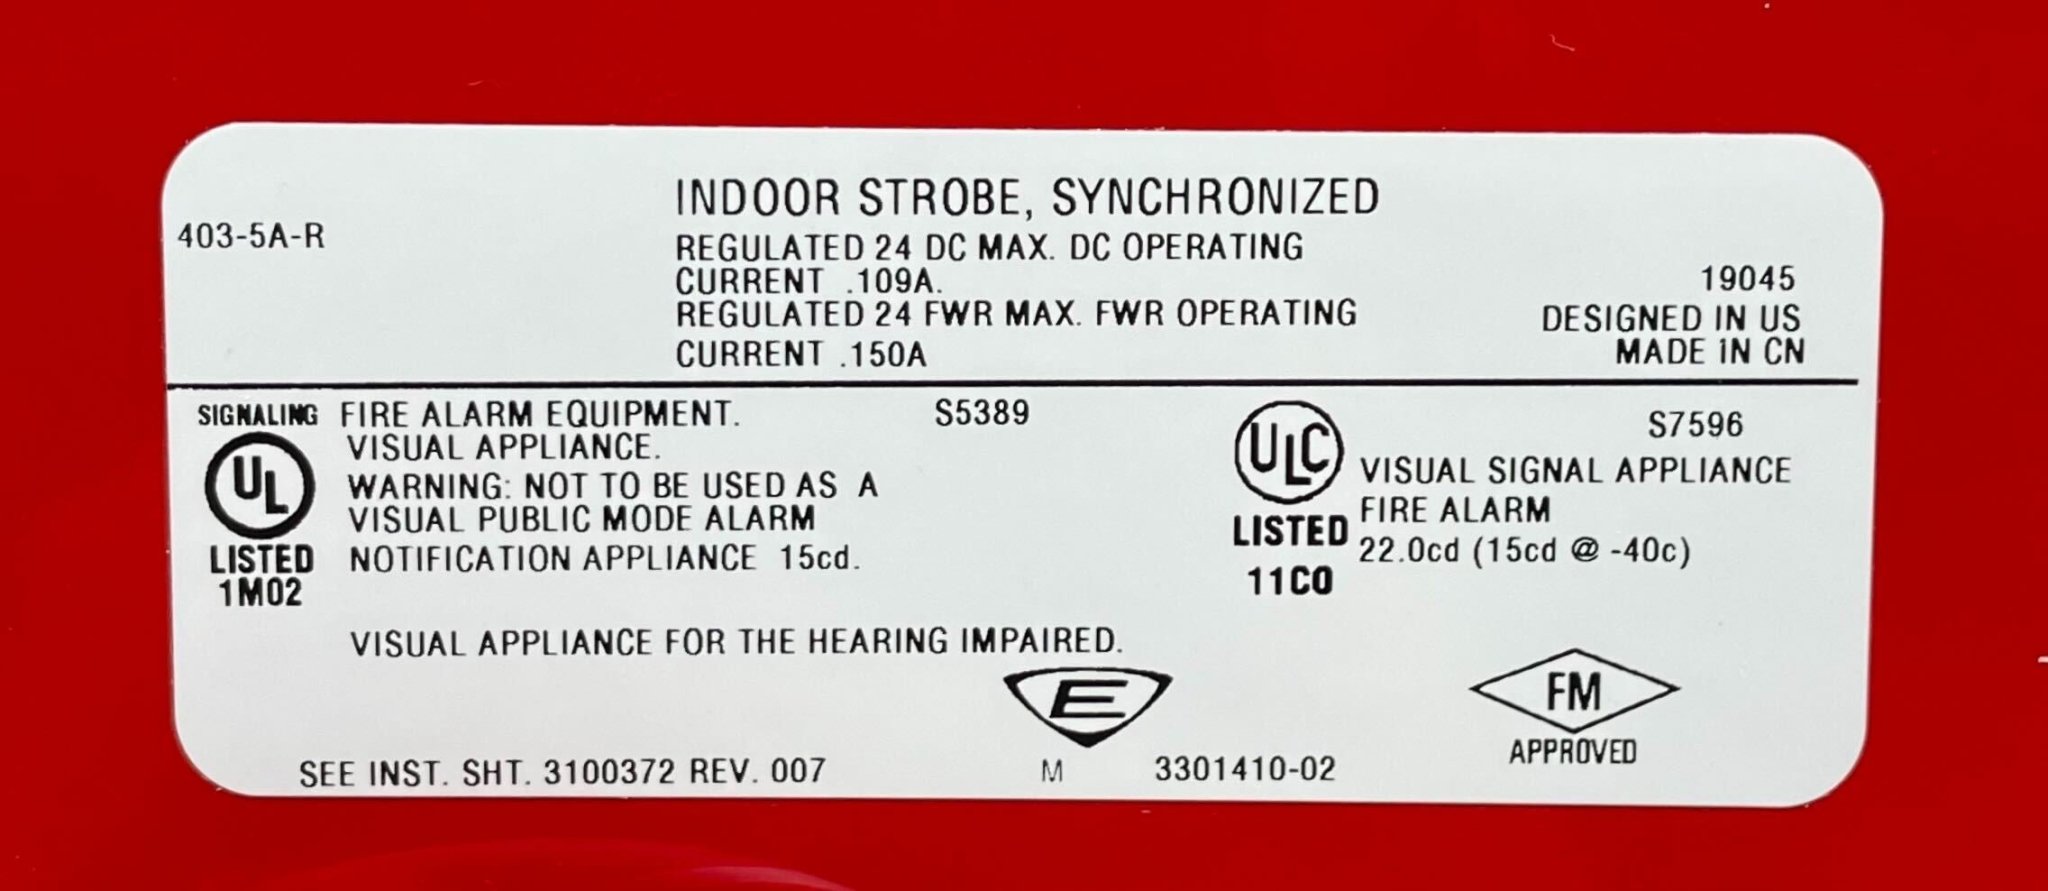 403-5A-R
INDOOR STROBE, SYNCHRONIZED
REGULATED 24 DC MAX. DC OPERATING
CURRENT .109A.
REGULATED 24 FWR MAX. FWR OPERATING
CURRENT .150A
19045
DESIGNED IN US
MADE IN CN
SIGNALING
UL
LISTED
1M02
FIRE ALARM EQUIPMENT. S5389
VISUAL APPLIANCE.
WARNING: NOT TO BE USED AS A
VISUAL PUBLIC MODE ALARM
NOTIFICATION APPLIANCE 15cd.
ULC
LISTED
11C0
S7596
VISUAL SIGNAL APPLIANCE
FIRE ALARM
22.0cd (15cd @ -40c)
VISUAL APPLIANCE FOR THE HEARING IMPAIRED.
E
FM
APPROVED
SEE INST. SHT. 3100372 REV. 007 M 3301410-02